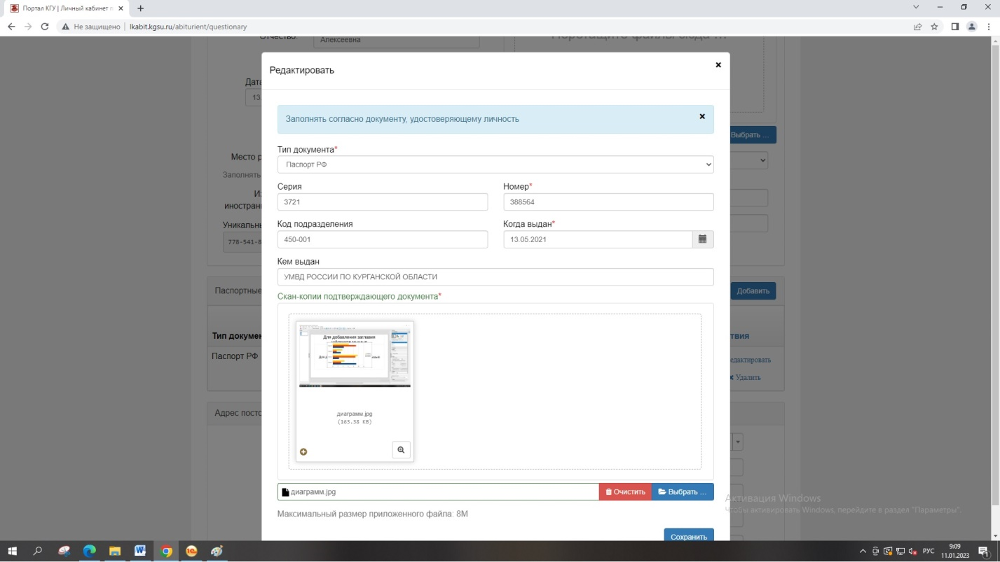 Портал КГУ | Личный кабинет п
Не защищено | lkabit.kgsu.ru/abiturient/questionary
Отчество:
Алексеевна
Перетащите файлы сюда ...
Редактировать
Дата
13.
Заполнять согласно документу, удостоверяющему личность
Выбрать ...
Тип документа*
Место р
Паспорт РФ
Заполнять
Серия
Номер*
3721
388564
иностран
Код подразделения
Когда выдан*
Уникальны
450-001
13.05.2021
778-541-8
Кем выдан
УМВД РОССИИ ПО КУРГАНСКОЙ ОБЛАСТИ
Паспортные
Добавить
Скан-копии подтверждающего документа*
Тип докумен
Для добавления заглавия
твия
Паспорт РФ
едактировать
Удалить
Адрес посто
диаграмм.jpg
(163.38 KB)
диаграмм.jpg
Очистить
Выбрать ...
Активация Windows
Чтобы активировать Windows, перейдите в раздел "Параметры".
Максимальный размер приложенного файла: 8М
Сохранить
РУС
9:09
11.01.2023